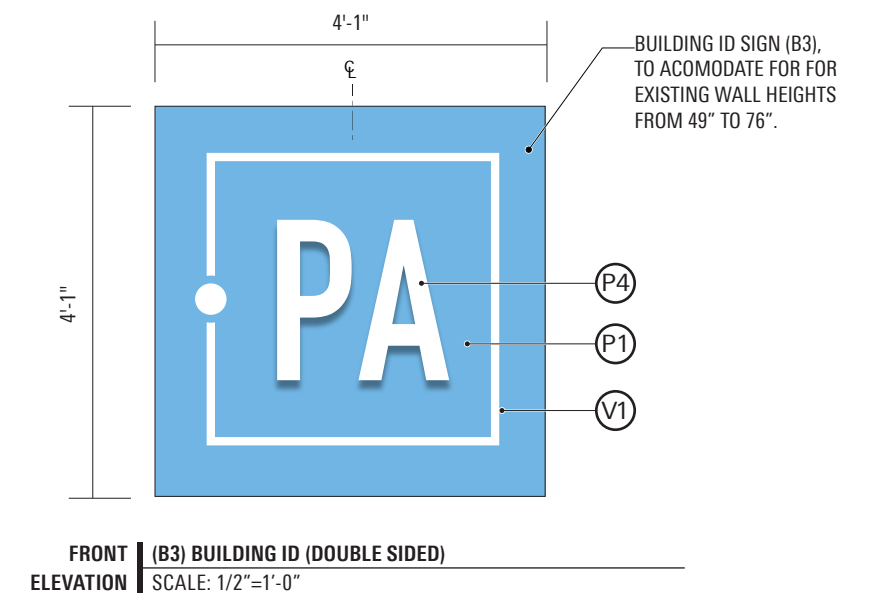 4'-1"
℄
BUILDING ID SIGN (B3),
TO ACOMODATE FOR FOR
EXISTING WALL HEIGHTS
FROM 49” TO 76”.
4'-1"
PA
P4
P1
V1
FRONT (B3) BUILDING ID (DOUBLE SIDED)
ELEVATION SCALE: 1/2”=1’-0”